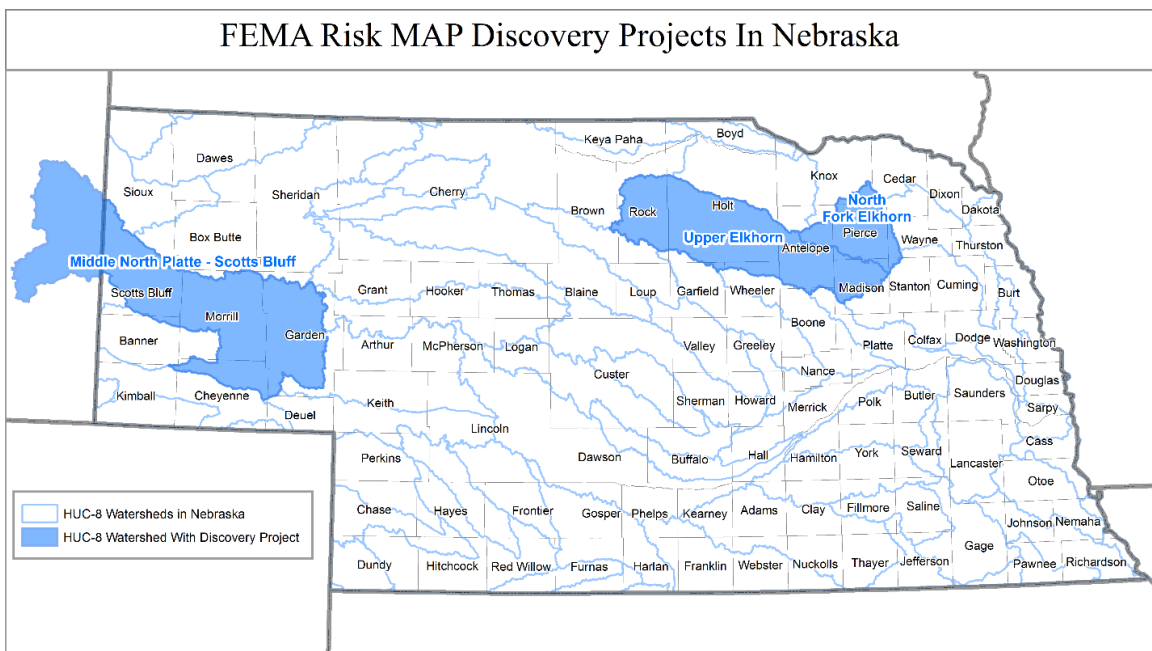 FEMA Risk MAP Discovery Projects In Nebraska
Keya Paha
Boyd
Dawes
Knox
Cedar
Sioux
Sheridan
Cherry
Dixon
North
Fork Elkhorn
Brown
Rock
Holt
Dakota
Box Butte
Upper Elkhorn
Pierce
Antelope
Wayne
Thurston
Middle North Platte - Scotts Bluff
Scotts Bluff
Grant
Hooker
Thomas
Blaine
Loup
Garfield
Wheeler
Madison
Stanton
Cuming
Burt
Morrill
Garden
Boone
Banner
Arthur
McPherson
Logan
Valley
Greeley
Platte
Colfax
Dodge
Washington
Custer
Nance
Douglas
Kimball
Cheyenne
Deuel
Keith
Sherman
Howard
Merrick
Polk
Butler
Saunders
Sarpy
Lincoln
Cass
Perkins
Dawson
Buffalo
Hall
Hamilton
York
Seward
Lancaster
Otoe
Chase
Hayes
Frontier
Gosper
Phelps
Kearney
Adams
Clay
Fillmore
Saline
Johnson
Nemaha
Gage
Dundy
Hitchcock
Red Willow
Furnas
Harlan
Franklin
Webster
Nuckolls
Thayer
Jefferson
Pawnee
Richardson
HUC-8 Watersheds in Nebraska
HUC-8 Watershed With Discovery Project